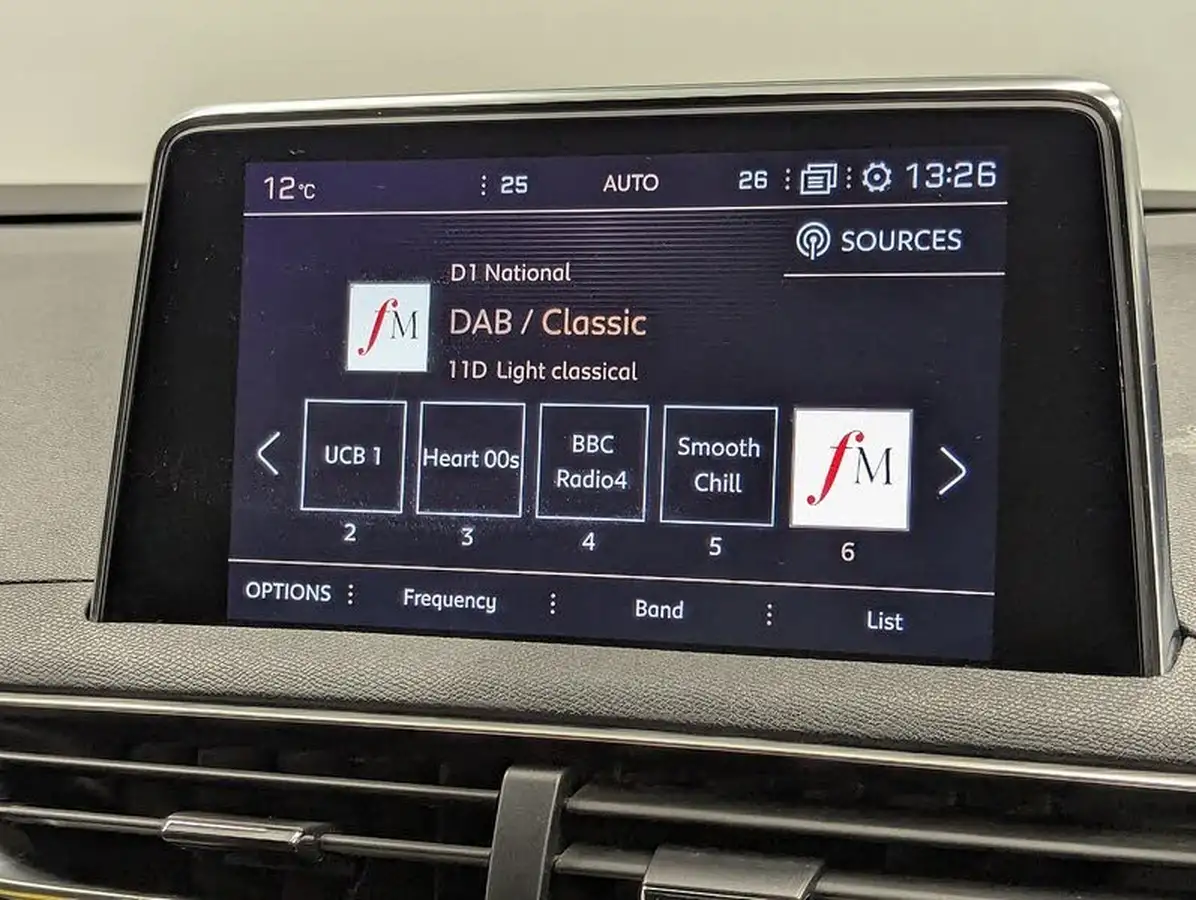 12°C
25
AUTO
26
13:26
SOURCES
D1 National
fM
DAB / Classic
11D Light classical
UCB 1
Heart 00s
BBC
Radio4
Smooth
Chill
fM
2
3
4
5
6
OPTIONS
Frequency
Band
List